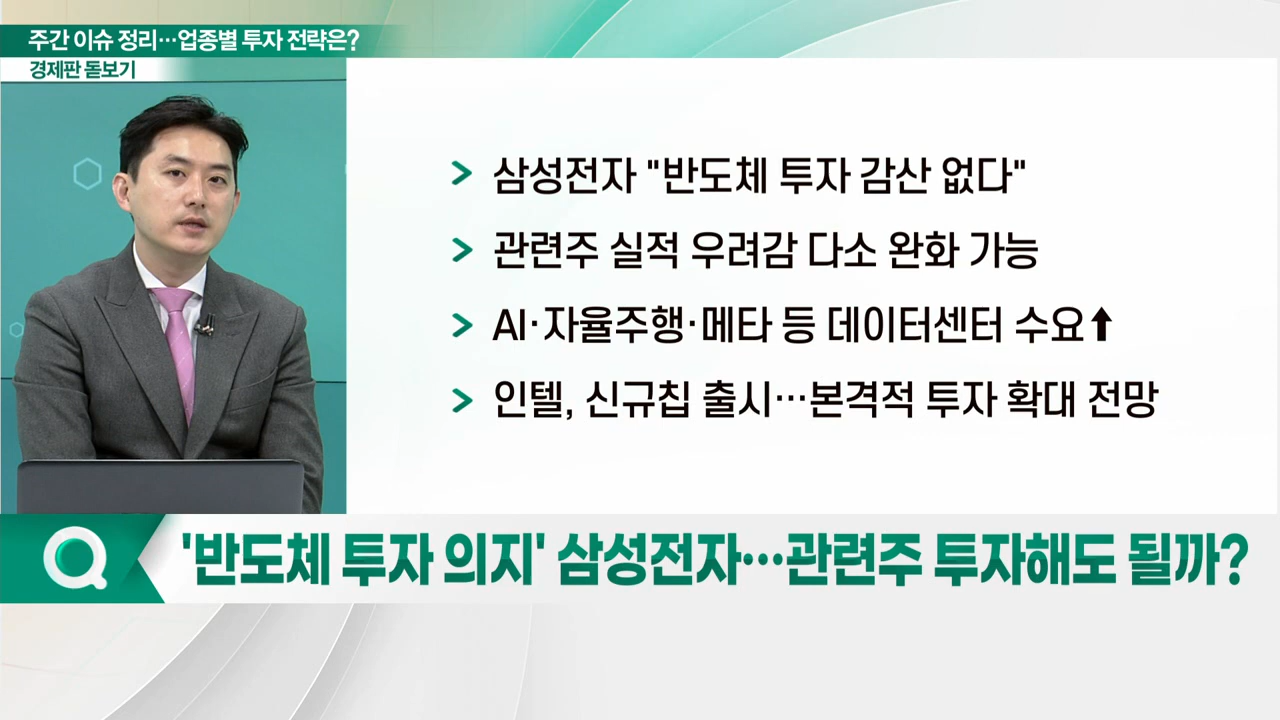 주간 이슈 정리…업종별 투자 전략은?
경제판 돋보기
> 삼성전자 "반도체 투자 감산 없다"
> 관련주 실적 우려감 다소 완화 가능
> AI·자율주행·메타 등 데이터센터 수요⬆
> 인텔, 신규칩 출시…본격적 투자 확대 전망
'반도체 투자 의지' 삼성전자…관련주 투자해도 될까?